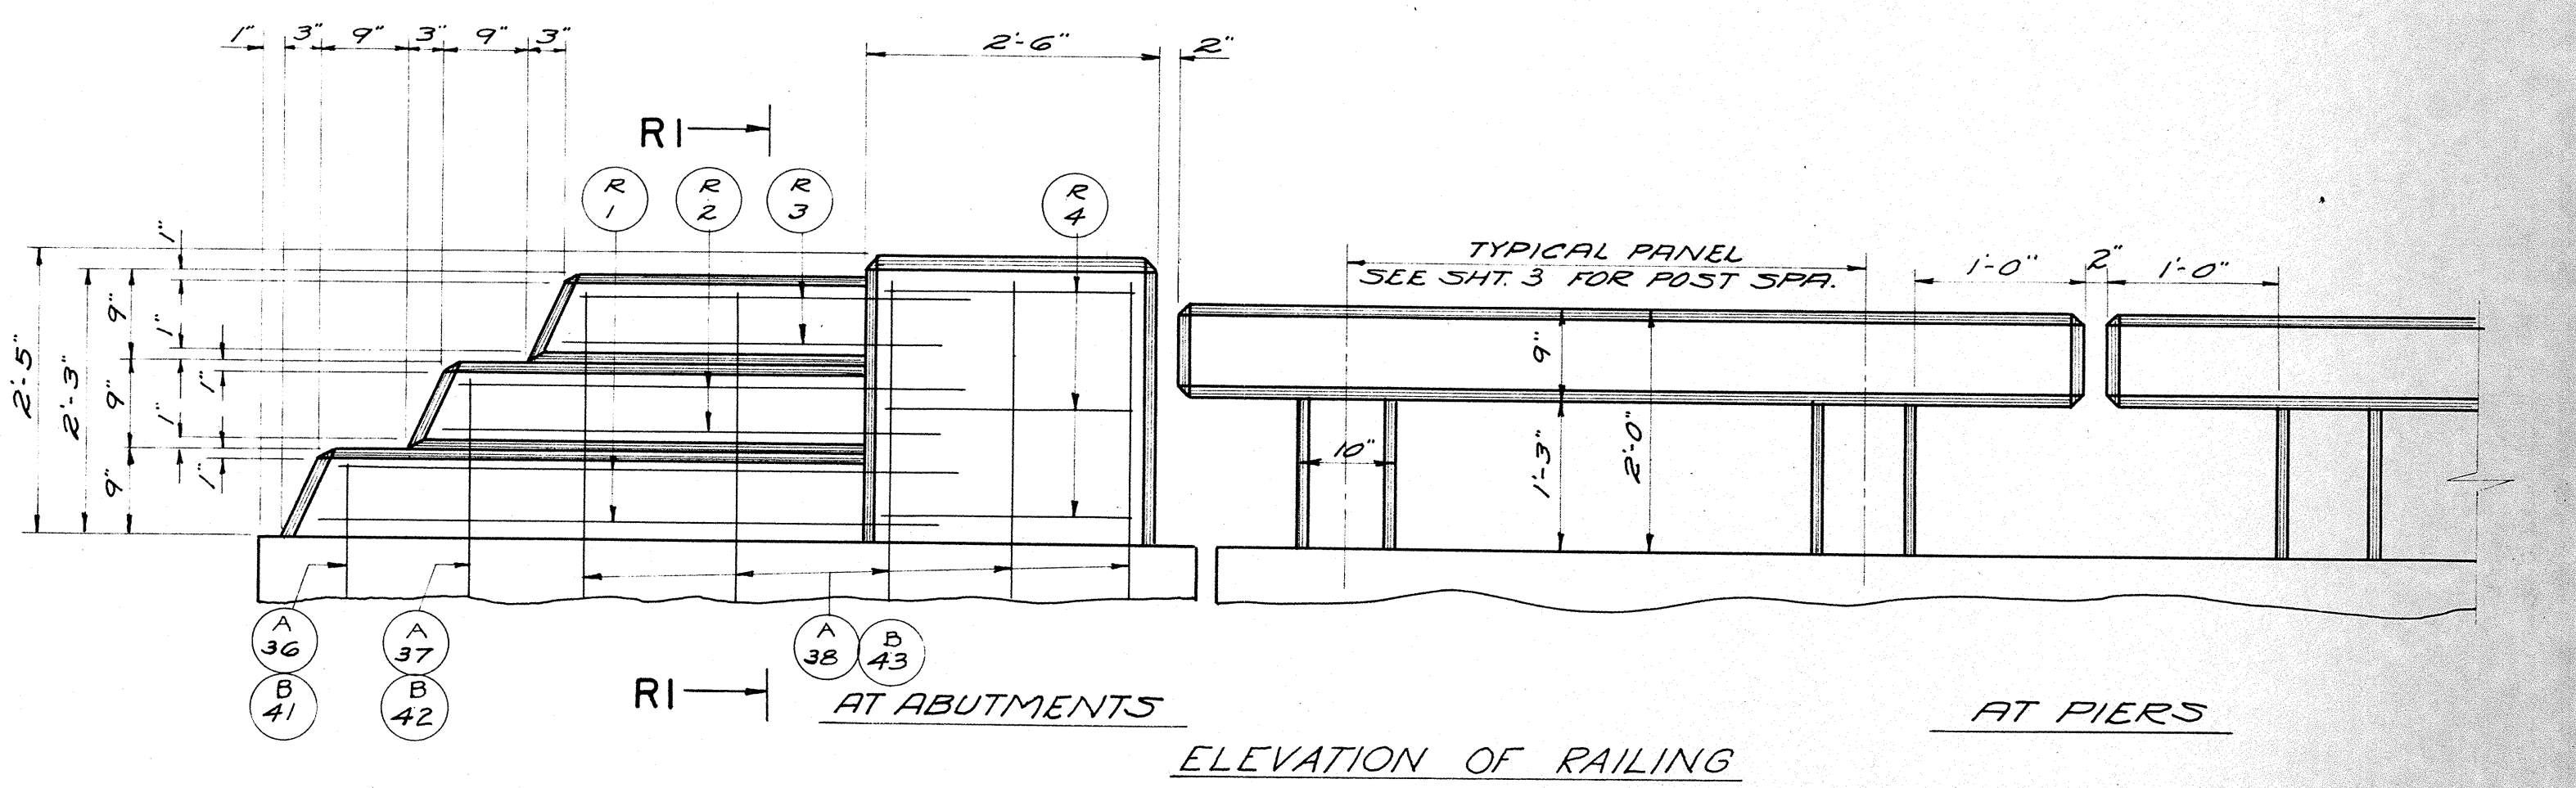 1" 3" 9" 3" 9" 3" 2'-6" 2"
R1
R 1
R 2
R 3
R 4
1"
TYPICAL PANEL
SEE SHT. 3 FOR POST SPA.
1'-0" 2" 1'-0"
2'-5"
2'-3"
9"
9"
9"
1"
1"
1"
1"
9"
10"
1'-3"
2'-0"
A 36
B 41
A 37
B 42
A 38
B 43
R1
AT ABUTMENTS
AT PIERS
ELEVATION OF RAILING